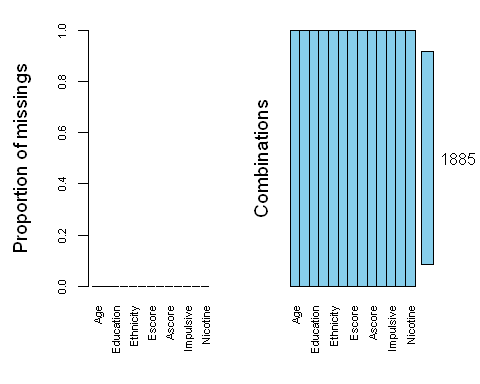 Proportion of missings
1.0
0.8
0.6
0.4
0.2
0.0
Age
Education
Ethnicity
Escore
Ascore
Impulsive
Nicotine
Combinations
Age
Education
Ethnicity
Escore
Ascore
Impulsive
Nicotine
1885